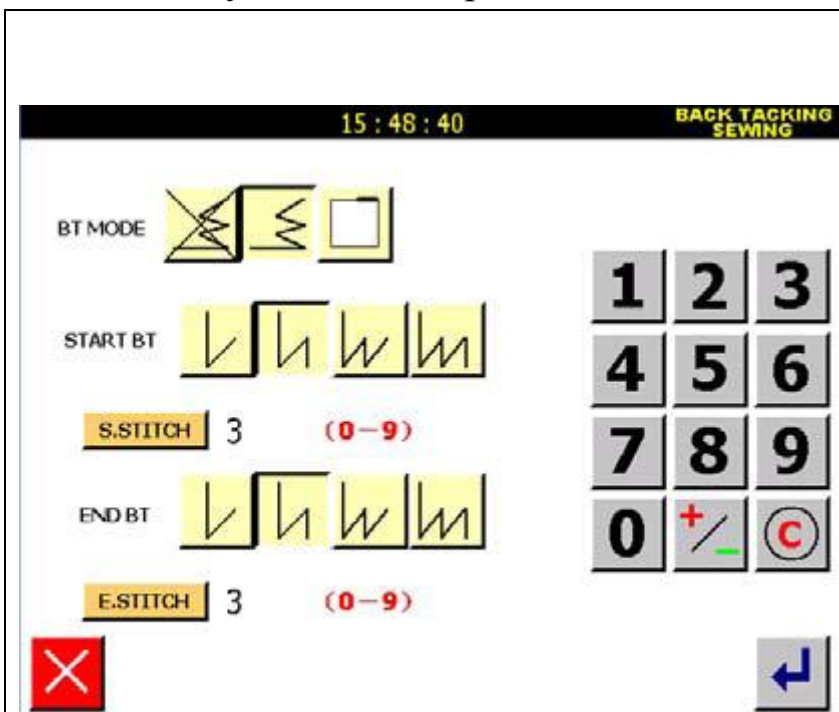 15 : 48 : 40
BACK TACKING
SEWING
BT MODE
START BT
S.STITCH 3 (0-9)
END BT
E.STITCH 3 (0-9)
1 2 3
4 5 6
7 8 9
0 +/- C